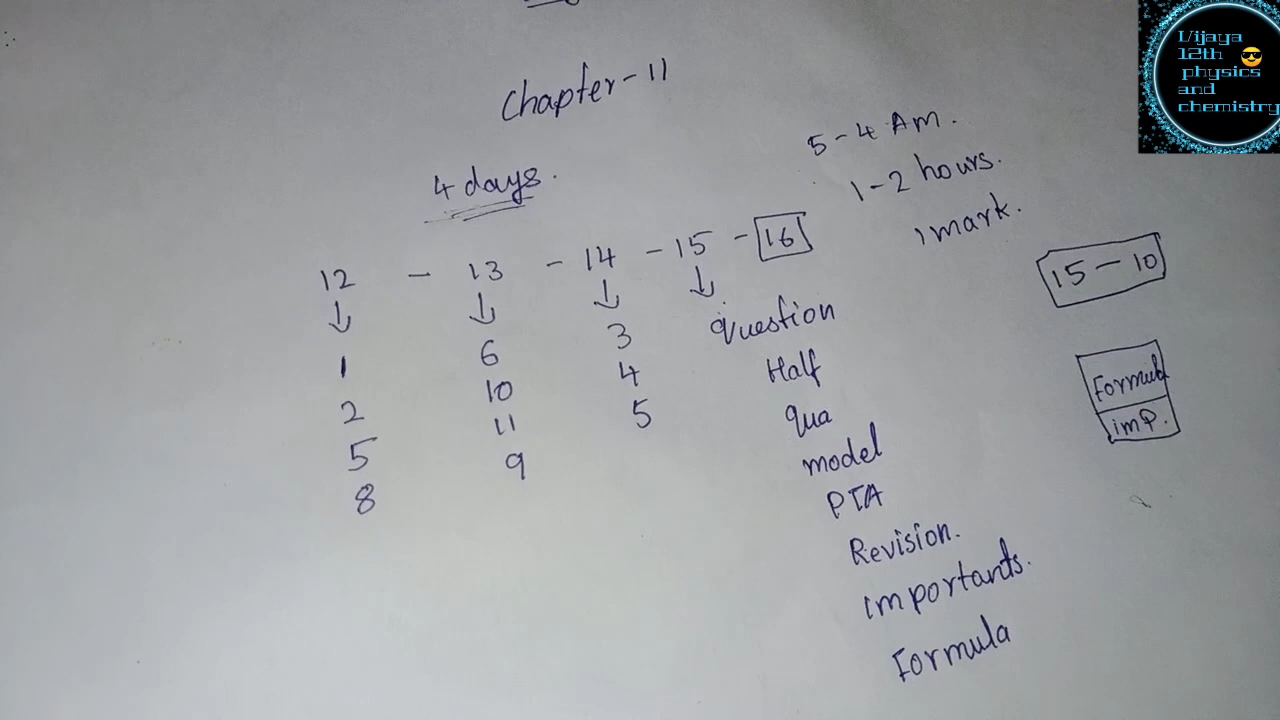 Vijaya
12th 😎
physics
and
chemistry
Chapter - 11
5 - 4 Am.
1 - 2 hours.
1 mark.
4 days.
12 - 13 - 14 - 15 - 16
↓ ↓ ↓ ↓
15 - 10
1 6 3 Question
2 10 4 Half
5 11 5 qua
8 9 model
PTA
Revision.
importants.
Formula
Formula
imp.